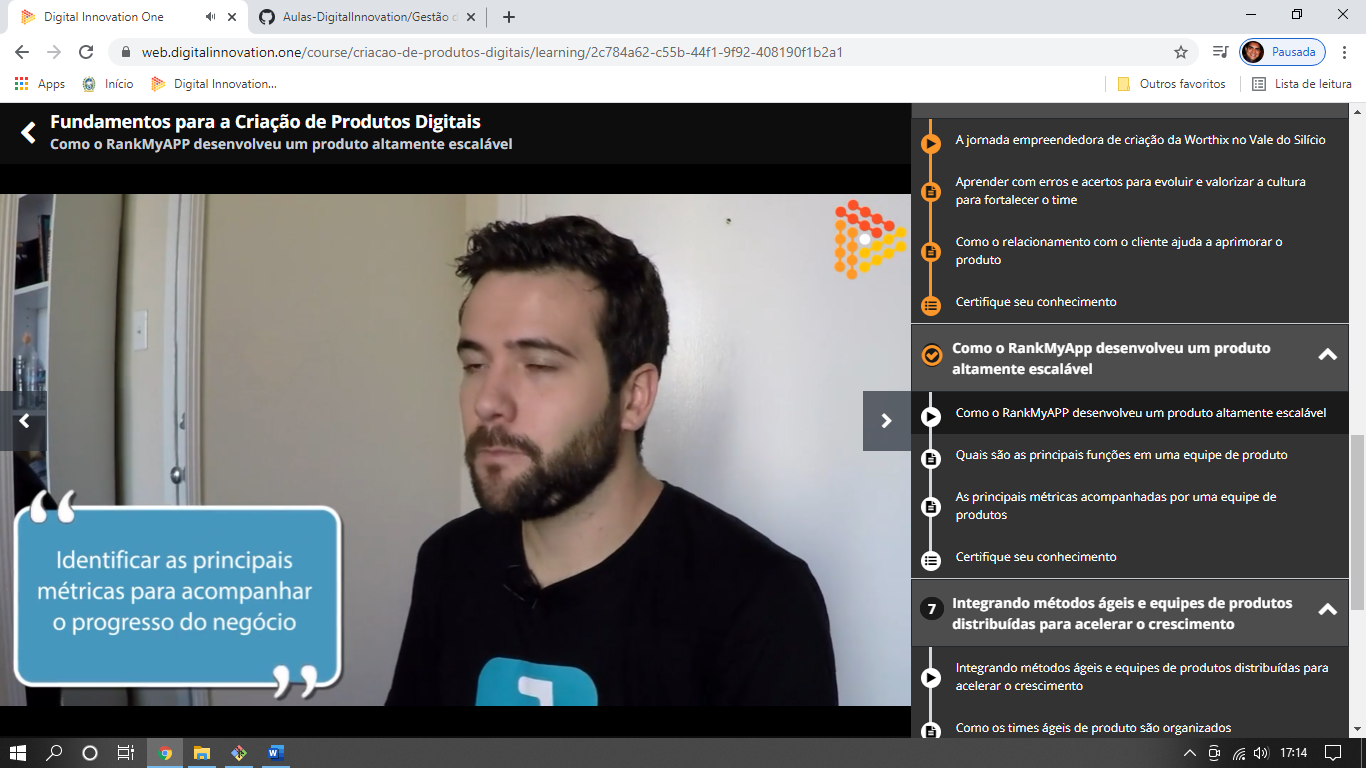 Digital Innovation One
Aulas-DigitalInnovation/Gestão d
web.digitalinnovation.one/course/criacao-de-produtos-digitais/learning/2c784a62-c55b-44f1-9f92-408190f1b2a1
Pausada
Apps
Início
Digital Innovation...
Outros favoritos
Lista de leitura
Fundamentos para a Criação de Produtos Digitais
Como o RankMyAPP desenvolveu um produto altamente escalável
Identificar as principais
métricas para acompanhar
o progresso do negócio
A jornada empreendedora de criação da Worthix no Vale do Silício
Aprender com erros e acertos para evoluir e valorizar a cultura
para fortalecer o time
Como o relacionamento com o cliente ajuda a aprimorar o
produto
Certifique seu conhecimento
Como o RankMyApp desenvolveu um produto
altamente escalável
Como o RankMyAPP desenvolveu um produto altamente escalável
Quais são as principais funções em uma equipe de produto
As principais métricas acompanhadas por uma equipe de
produtos
Certifique seu conhecimento
7
Integrando métodos ágeis e equipes de produtos
distribuídas para acelerar o crescimento
Integrando métodos ágeis e equipes de produtos distribuídas para
acelerar o crescimento
Como os times ágeis de produto são organizados
17:14